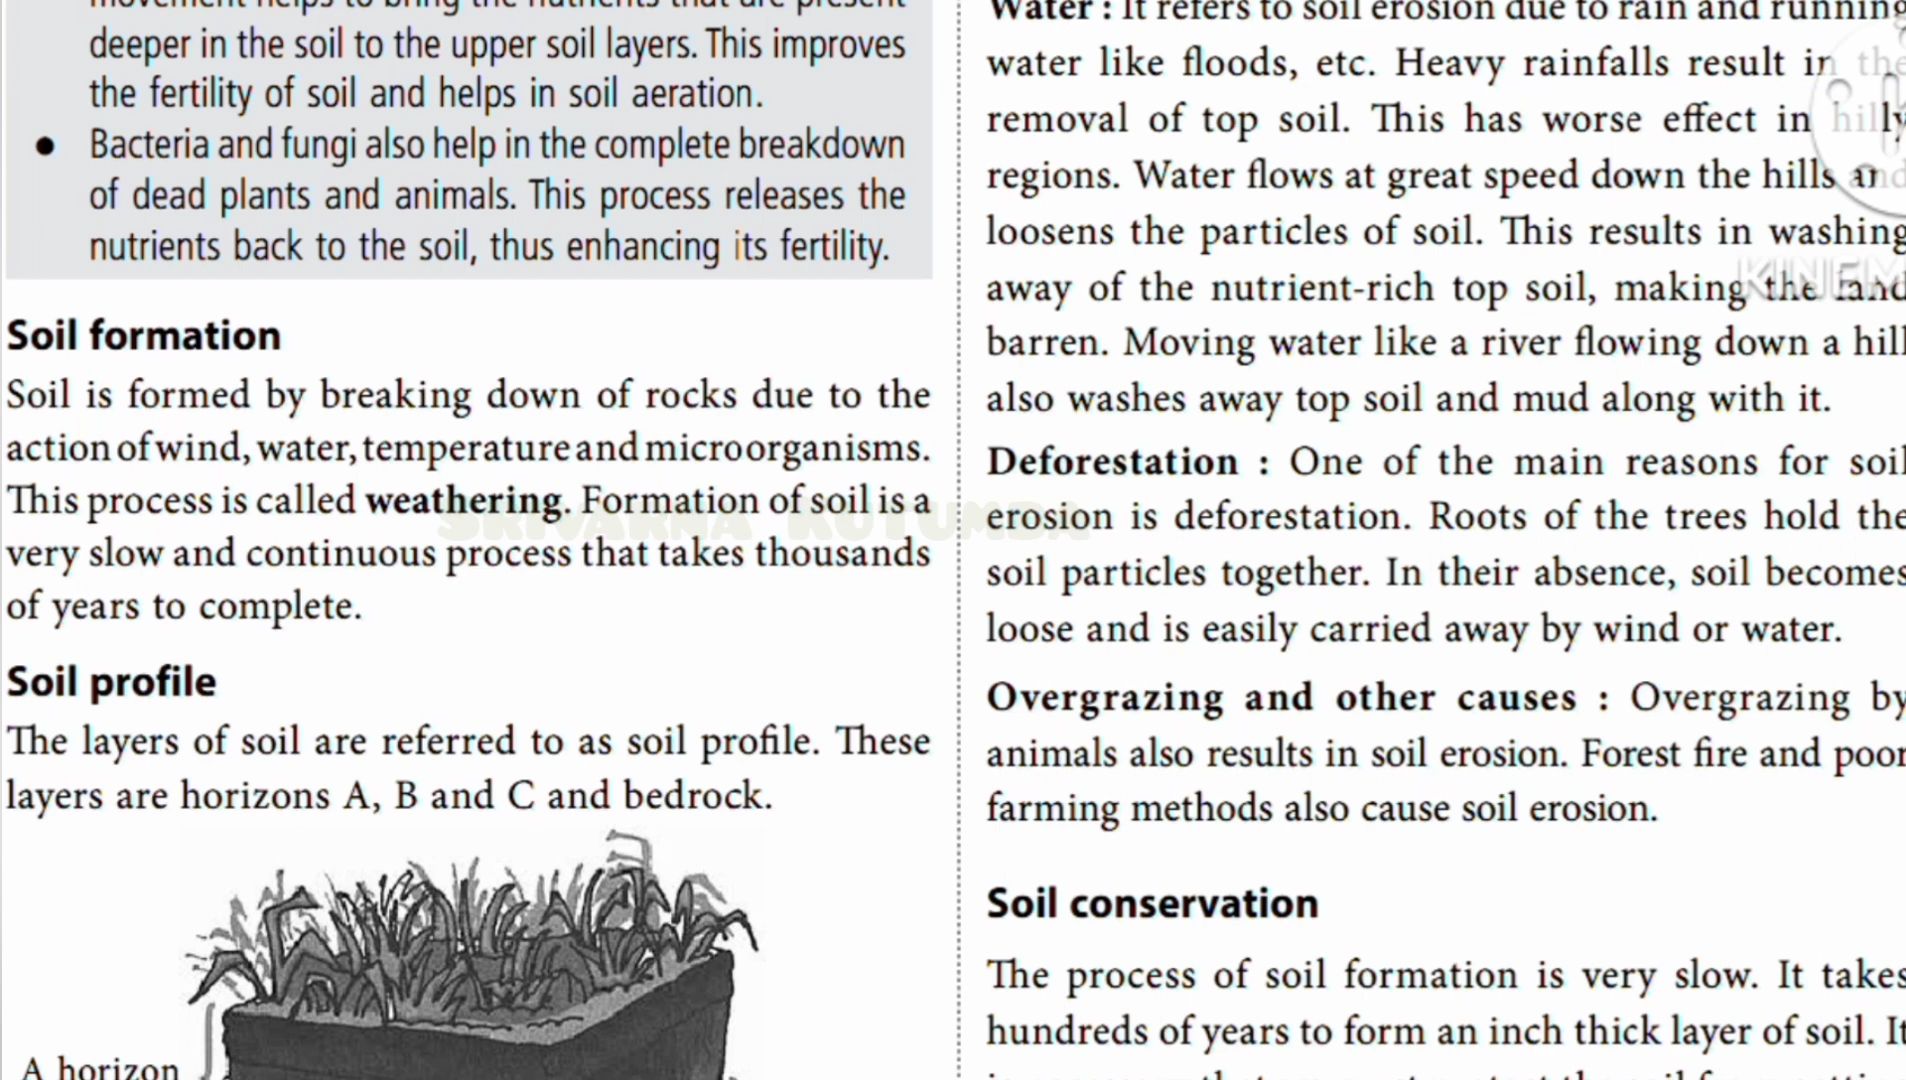 movement helps to bring the nutrients that are present
deeper in the soil to the upper soil layers. This improves
the fertility of soil and helps in soil aeration.
● Bacteria and fungi also help in the complete breakdown
of dead plants and animals. This process releases the
nutrients back to the soil, thus enhancing its fertility.
Soil formation
Soil is formed by breaking down of rocks due to the
action of wind, water, temperature and microorganisms.
This process is called weathering. Formation of soil is a
very slow and continuous process that takes thousands
of years to complete.
Soil profile
The layers of soil are referred to as soil profile. These
layers are horizons A, B and C and bedrock.
A horizon
Water : It refers to soil erosion due to rain and running
water like floods, etc. Heavy rainfalls result in the
removal of top soil. This has worse effect in hilly
regions. Water flows at great speed down the hills and
loosens the particles of soil. This results in washing
away of the nutrient-rich top soil, making the land
barren. Moving water like a river flowing down a hill
also washes away top soil and mud along with it.
Deforestation : One of the main reasons for soil
erosion is deforestation. Roots of the trees hold the
soil particles together. In their absence, soil becomes
loose and is easily carried away by wind or water.
Overgrazing and other causes : Overgrazing by
animals also results in soil erosion. Forest fire and poor
farming methods also cause soil erosion.
Soil conservation
The process of soil formation is very slow. It takes
hundreds of years to form an inch thick layer of soil. It
SRIVARNA KUTUMBA
KINEM